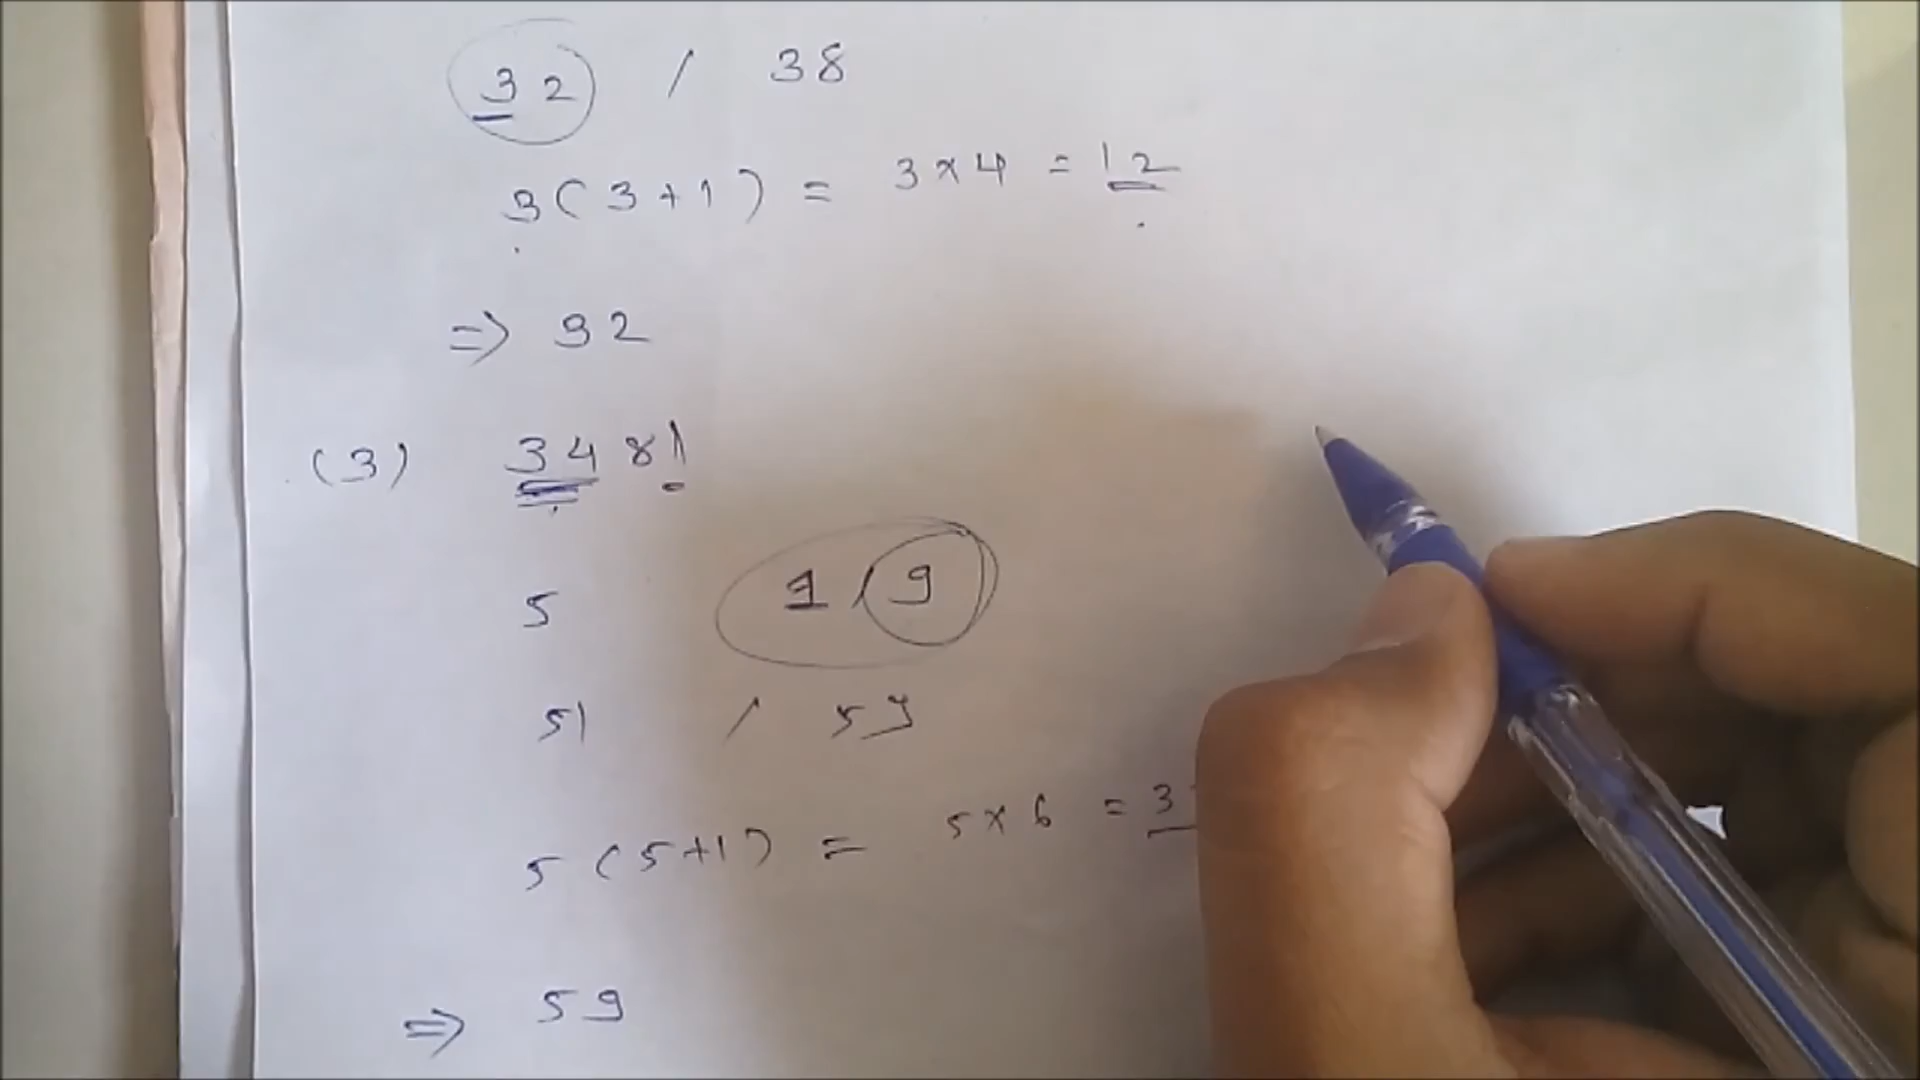 32 / 38
3(3+1) = 3×4 = 12
=> 32
(3) 3481
5 1/9
51 / 59
5(5+1) = 5×6 = 3
=> 59